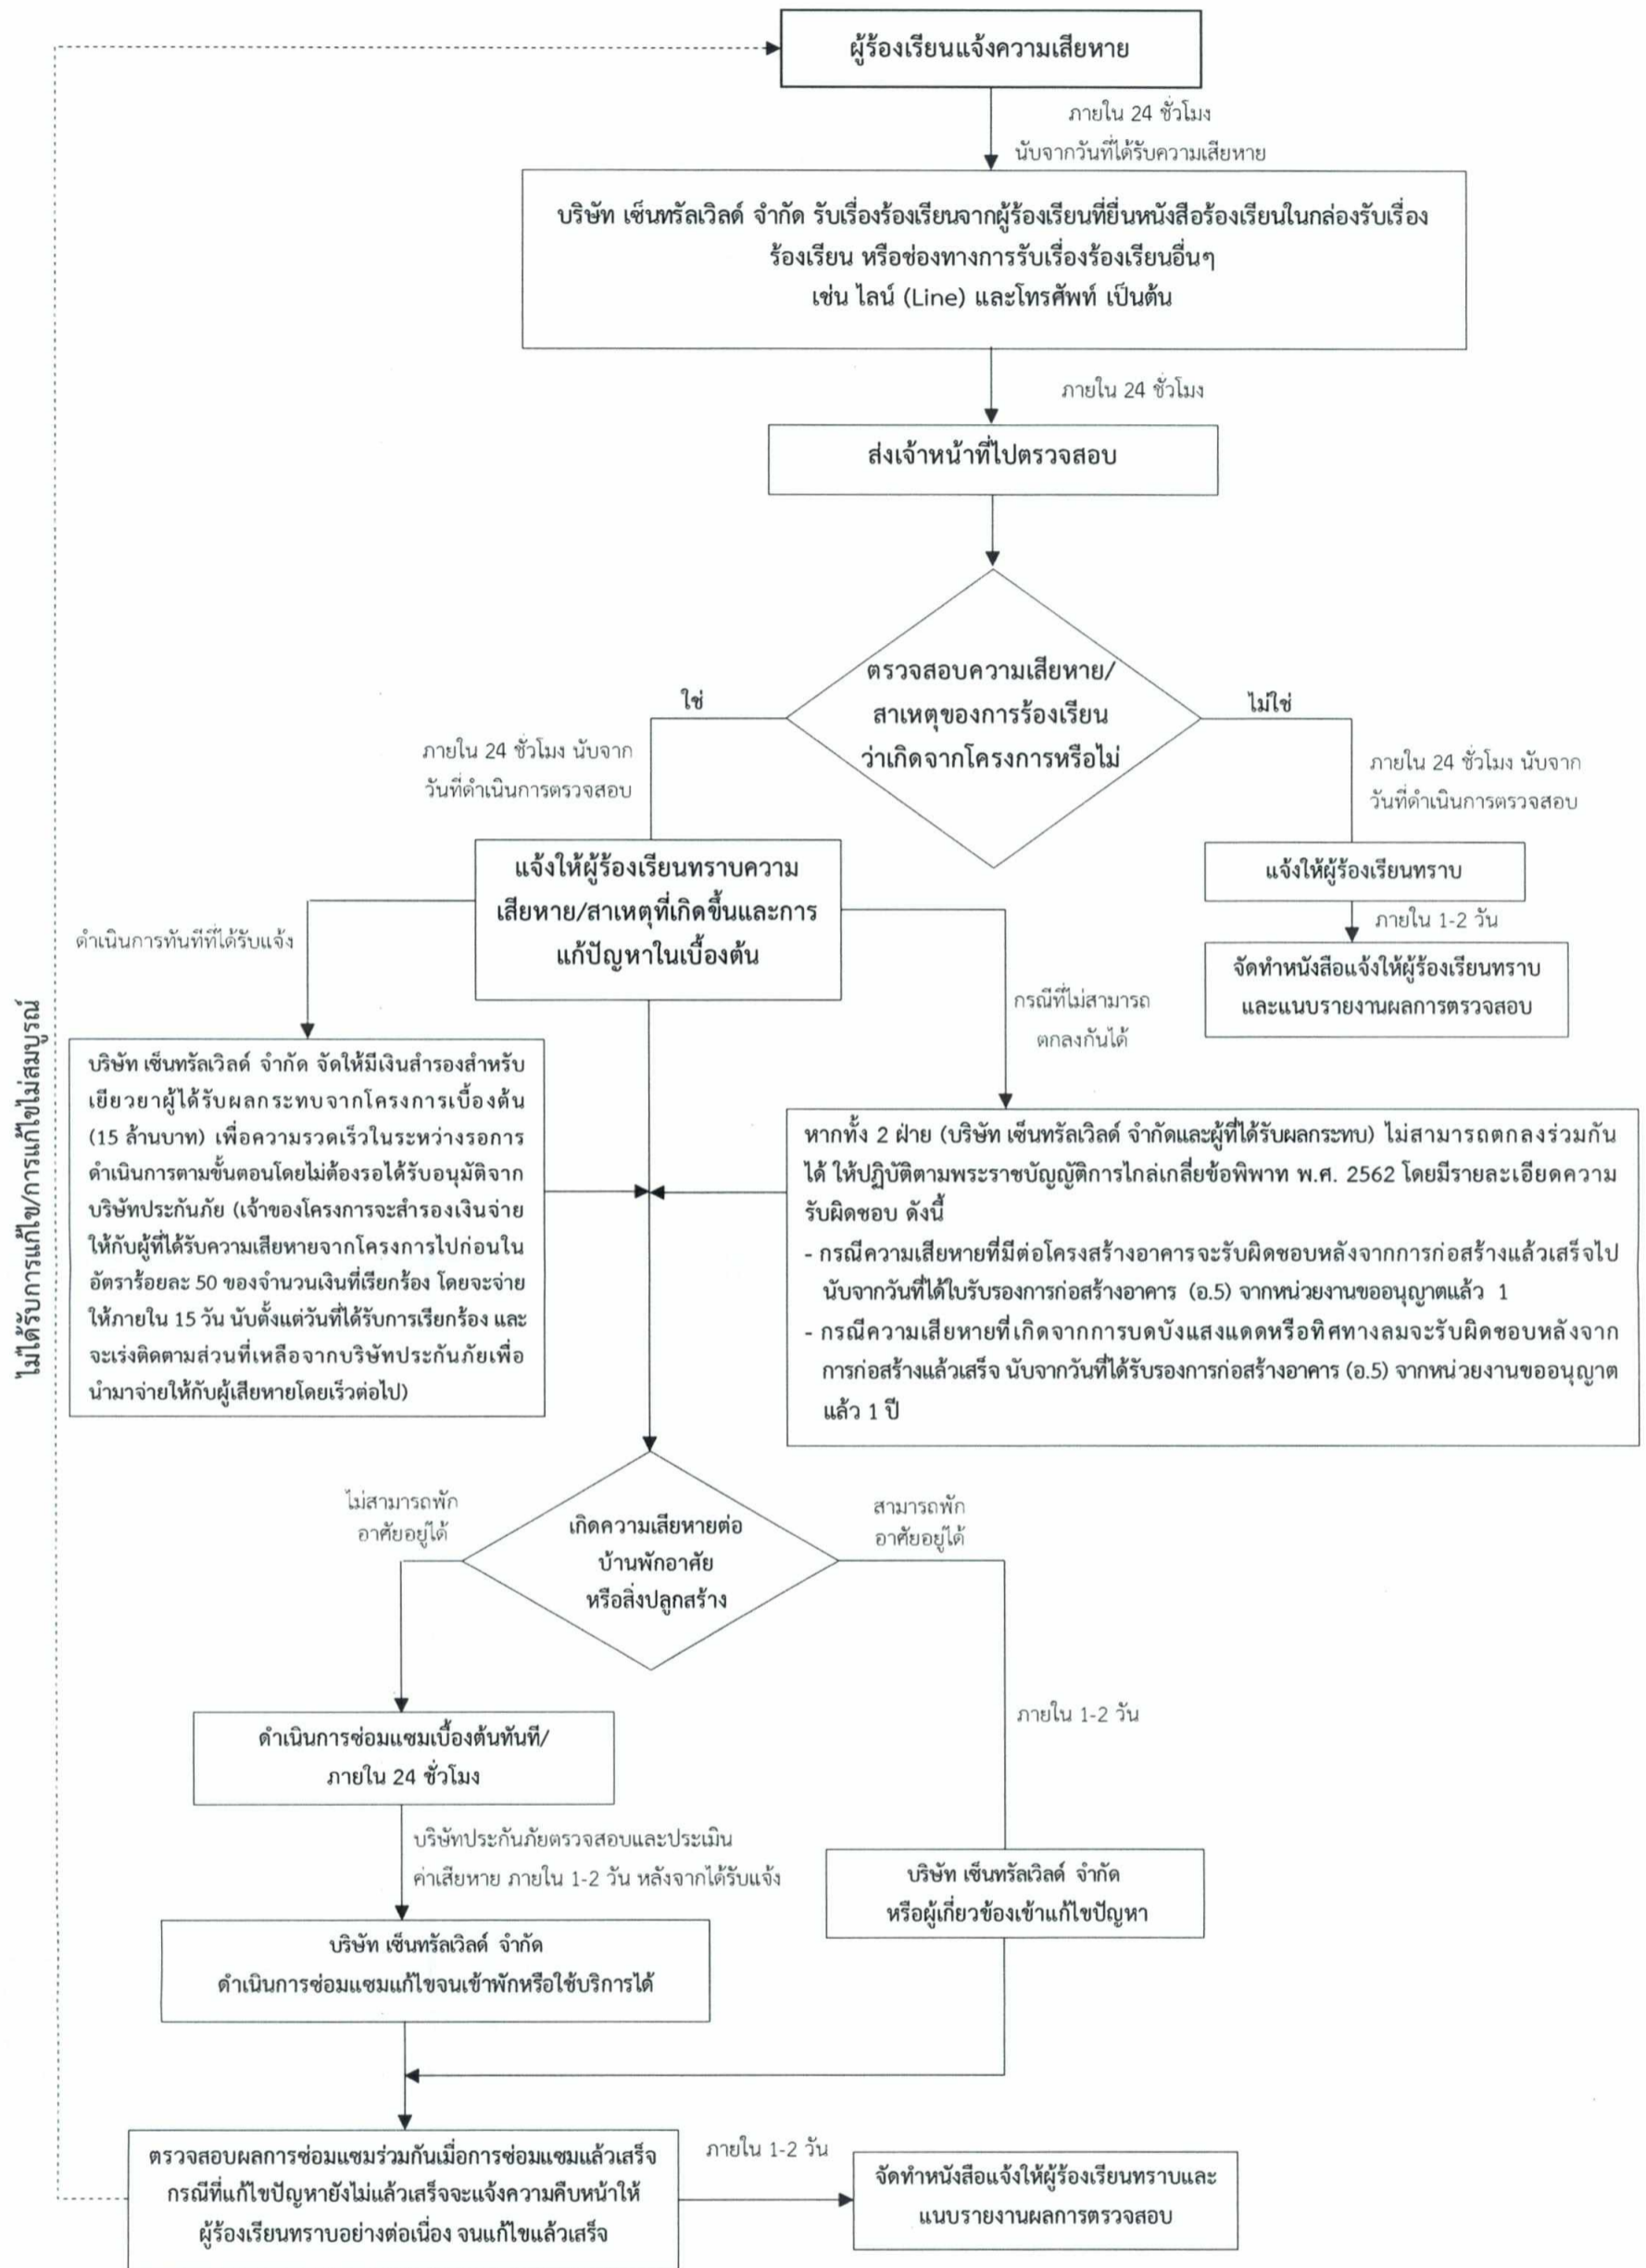 ผู้ร้องเรียนแจ้งความเสียหาย
ภายใน 24 ชั่วโมง
นับจากวันที่ได้รับความเสียหาย
บริษัท เซ็นทรัลเวิลด์ จำกัด รับเรื่องร้องเรียนจากผู้ร้องเรียนที่ยื่นหนังสือร้องเรียนในกล่องรับเรื่อง
ร้องเรียน หรือช่องทางการรับเรื่องร้องเรียนอื่นๆ
เช่น ไลน์ (Line) และโทรศัพท์ เป็นต้น
ภายใน 24 ชั่วโมง
ส่งเจ้าหน้าที่ไปตรวจสอบ
ตรวจสอบความเสียหาย/
สาเหตุของการร้องเรียน
ว่าเกิดจากโครงการหรือไม่
ใช่
ภายใน 24 ชั่วโมง นับจาก
วันที่ดำเนินการตรวจสอบ
ไม่ใช่
ภายใน 24 ชั่วโมง นับจาก
วันที่ดำเนินการตรวจสอบ
แจ้งให้ผู้ร้องเรียนทราบความ
เสียหาย/สาเหตุที่เกิดขึ้นและการ
แก้ปัญหาในเบื้องต้น
แจ้งให้ผู้ร้องเรียนทราบ
ภายใน 1-2 วัน
จัดทำหนังสือแจ้งให้ผู้ร้องเรียนทราบ
และแนบรายงานผลการตรวจสอบ
ดำเนินการทันทีที่ได้รับแจ้ง
กรณีที่ไม่สามารถ
ตกลงกันได้
บริษัท เซ็นทรัลเวิลด์ จำกัด จัดให้มีเงินสำรองสำหรับ
เยียวยาผู้ได้รับผลกระทบจากโครงการเบื้องต้น
(15 ล้านบาท) เพื่อความรวดเร็วในระหว่างรอการ
ดำเนินการตามขั้นตอนโดยไม่ต้องรอได้รับอนุมัติจาก
บริษัทประกันภัย (เจ้าของโครงการจะสำรองเงินจ่าย
ให้กับผู้ที่ได้รับความเสียหายจากโครงการไปก่อนใน
อัตราร้อยละ 50 ของจำนวนเงินที่เรียกร้อง โดยจะจ่าย
ให้ภายใน 15 วัน นับตั้งแต่วันที่ได้รับการเรียกร้อง และ
จะเร่งติดตามส่วนที่เหลือจากบริษัทประกันภัยเพื่อ
นำมาจ่ายให้กับผู้เสียหายโดยเร็วต่อไป)
หากทั้ง 2 ฝ่าย (บริษัท เซ็นทรัลเวิลด์ จำกัดและผู้ที่ได้รับผลกระทบ) ไม่สามารถตกลงร่วมกัน
ได้ ให้ปฏิบัติตามพระราชบัญญัติการไกล่เกลี่ยข้อพิพาท พ.ศ. 2562 โดยมีรายละเอียดความ
รับผิดชอบ ดังนี้
- กรณีความเสียหายที่มีต่อโครงสร้างอาคารจะรับผิดชอบหลังจากการก่อสร้างแล้วเสร็จไป
นับจากวันที่ได้ใบรับรองการก่อสร้างอาคาร (อ.5) จากหน่วยงานขออนุญาตแล้ว 1
- กรณีความเสียหายที่เกิดจากการบดบังแสงแดดหรือทิศทางลมจะรับผิดชอบหลังจาก
การก่อสร้างแล้วเสร็จ นับจากวันที่ได้รับรองการก่อสร้างอาคาร (อ.5) จากหน่วยงานขออนุญาต
แล้ว 1 ปี
ไม่ได้รับการแก้ไข/การแก้ไขไม่สมบูรณ์
ไม่สามารถพัก
อาศัยอยู่ได้
เกิดความเสียหายต่อ
บ้านพักอาศัย
หรือสิ่งปลูกสร้าง
สามารถพัก
อาศัยอยู่ได้
ดำเนินการซ่อมแซมเบื้องต้นทันที/
ภายใน 24 ชั่วโมง
ภายใน 1-2 วัน
บริษัทประกันภัยตรวจสอบและประเมิน
ค่าเสียหาย ภายใน 1-2 วัน หลังจากได้รับแจ้ง
บริษัท เซ็นทรัลเวิลด์ จำกัด
หรือผู้เกี่ยวข้องเข้าแก้ไขปัญหา
บริษัท เซ็นทรัลเวิลด์ จำกัด
ดำเนินการซ่อมแซมแก้ไขจนเข้าพักหรือใช้บริการได้
ตรวจสอบผลการซ่อมแซมร่วมกันเมื่อการซ่อมแซมแล้วเสร็จ
กรณีที่แก้ไขปัญหายังไม่แล้วเสร็จจะแจ้งความคืบหน้าให้
ผู้ร้องเรียนทราบอย่างต่อเนื่อง จนแก้ไขแล้วเสร็จ
ภายใน 1-2 วัน
จัดทำหนังสือแจ้งให้ผู้ร้องเรียนทราบและ
แนบรายงานผลการตรวจสอบ